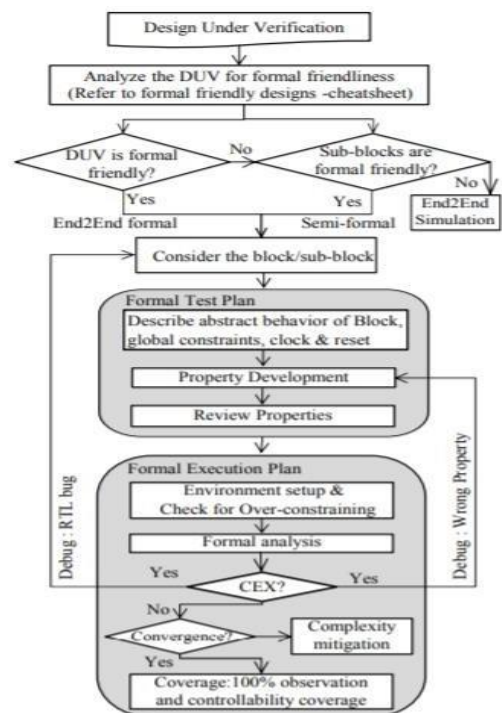 Design Under Verification
Analyze the DUV for formal friendliness
(Refer to formal friendly designs -cheatsheet)
DUV is formal
friendly?
No
Sub-blocks are
formal friendly?
No
End2End
Simulation
Yes
Yes
End2End formal
Semi-formal
Consider the block/sub-block
Formal Test Plan
Describe abstract behavior of Block,
global constraints, clock & reset
Property Development
Review Properties
Debug : RTL bug
Debug : Wrong Property
Formal Execution Plan
Environment setup &
Check for Over-constraining
Formal analysis
Yes
CEX?
Yes
No
Convergence?
Complexity
mitigation
Yes
Coverage:100% observation
and controllability coverage